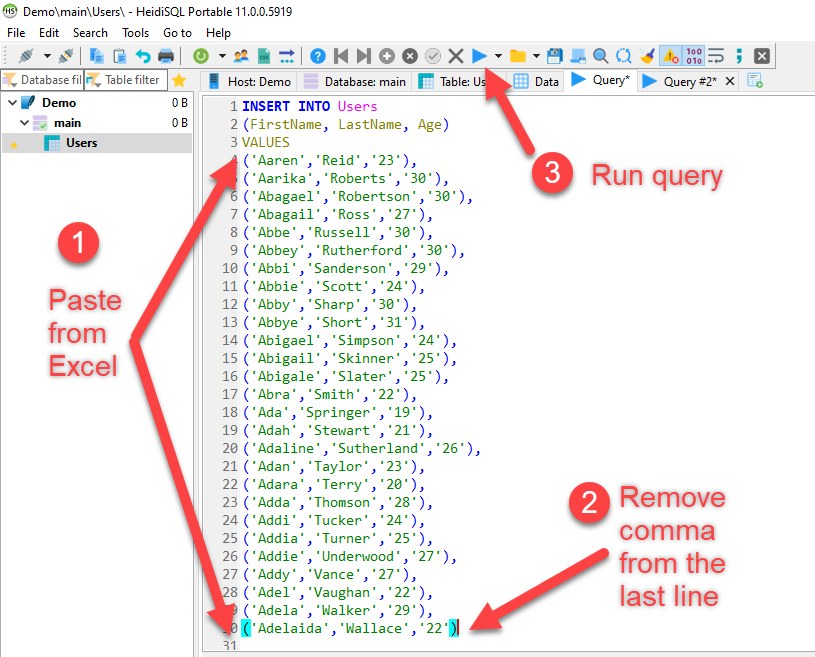 Demo\main\Users\ - HeidiSQL Portable 11.0.0.5919
File Edit Search Tools Go to Help
Database fil Table filter Host: Demo Database: main Table: Us Data Query* Query #2*
Demo 0 B
main 0 B
Users
1 INSERT INTO Users
2 (FirstName, LastName, Age)
3 VALUES
4 ('Aaren','Reid','23'),
('Aarika','Roberts','30'),
6 ('Abagael','Robertson','30'),
7 ('Abagail','Ross','27'),
8 ('Abbe','Russell','30'),
9 ('Abbey','Rutherford','30'),
10 ('Abbi','Sanderson','29'),
11 ('Abbie','Scott','24'),
12 ('Abby','Sharp','30'),
13 ('Abbye','Short','31'),
14 ('Abigael','Simpson','24'),
15 ('Abigail','Skinner','25'),
16 ('Abigale','Slater','25'),
17 ('Abra','Smith','22'),
18 ('Ada','Springer','19'),
19 ('Adah','Stewart','21'),
20 ('Adaline','Sutherland','26'),
21 ('Adan','Taylor','23'),
22 ('Adara','Terry','20'),
23 ('Adda','Thomson','28'),
24 ('Addi','Tucker','24'),
25 ('Addia','Turner','25'),
26 ('Addie','Underwood','27'),
27 ('Addy','Vance','27'),
28 ('Adel','Vaughan','22'),
29 ('Adela','Walker','29'),
30 ('Adelaida','Wallace','22')
31
1
Paste
from
Excel
2
Remove
comma
from the
last line
3
Run query